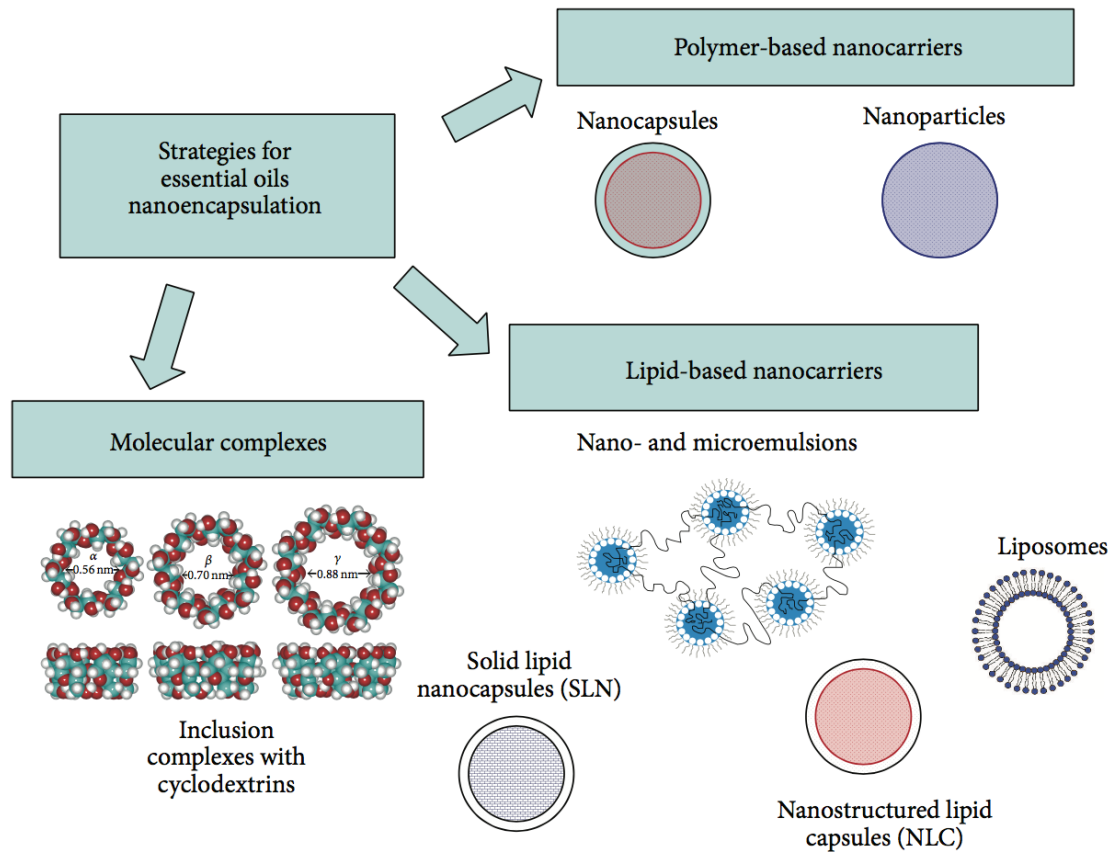 Polymer-based nanocarriers
Strategies for
essential oils
nanoencapsulation
Nanocapsules
Nanoparticles
Lipid-based nanocarriers
Molecular complexes
Nano- and microemulsions
α
0.56 nm
β
0.70 nm
γ
0.88 nm
Liposomes
Solid lipid
nanocapsules (SLN)
Inclusion
complexes with
cyclodextrins
Nanostructured lipid
capsules (NLC)